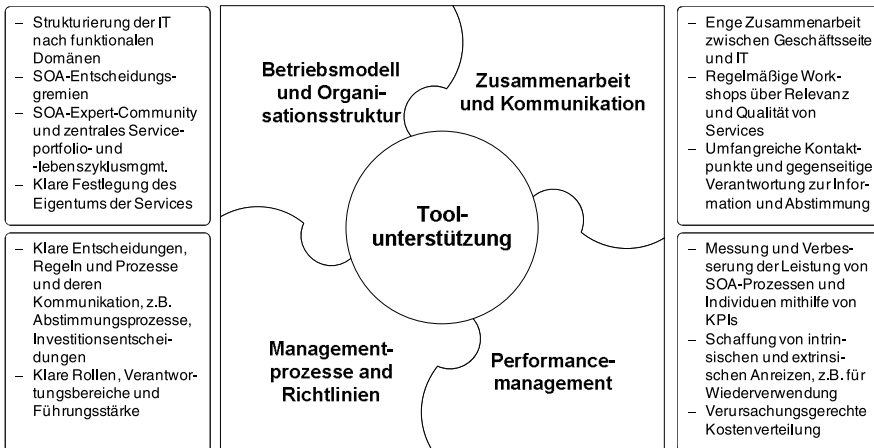 – Strukturierung der IT
nach funktionalen
Domänen
– SOA-Entscheidungs-
gremien
– SOA-Expert-Community
und zentrales Service-
portfolio- und
-lebenszyklusmgmt.
– Klare Festlegung des
Eigentums der Services
Betriebsmodell
und Organi-
sationsstruktur
Zusammenarbeit
und Kommunikation
– Enge Zusammenarbeit
zwischen Geschäftsseite
und IT
– Regelmäßige Work-
shops über Relevanz
und Qualität von
Services
– Umfangreiche Kontakt-
punkte und gegenseitige
Verantwortung zur Infor-
mation und Abstimmung
Tool-
unterstützung
– Klare Entscheidungen,
Regeln und Prozesse
und deren
Kommunikation, z.B.
Abstimmungsprozesse,
Investitionsentschei-
dungen
– Klare Rollen, Verantwor-
tungsbereiche und
Führungsstärke
Management-
prozesse and
Richtlinien
Performance-
management
– Messung und Verbes-
serung der Leistung von
SOA-Prozessen und
Individuen mithilfe von
KPIs
– Schaffung von intrin-
sischen und extrinsi-
schen Anreizen, z.B. für
Wiederverwendung
– Verursachungsgerechte
Kostenverteilung